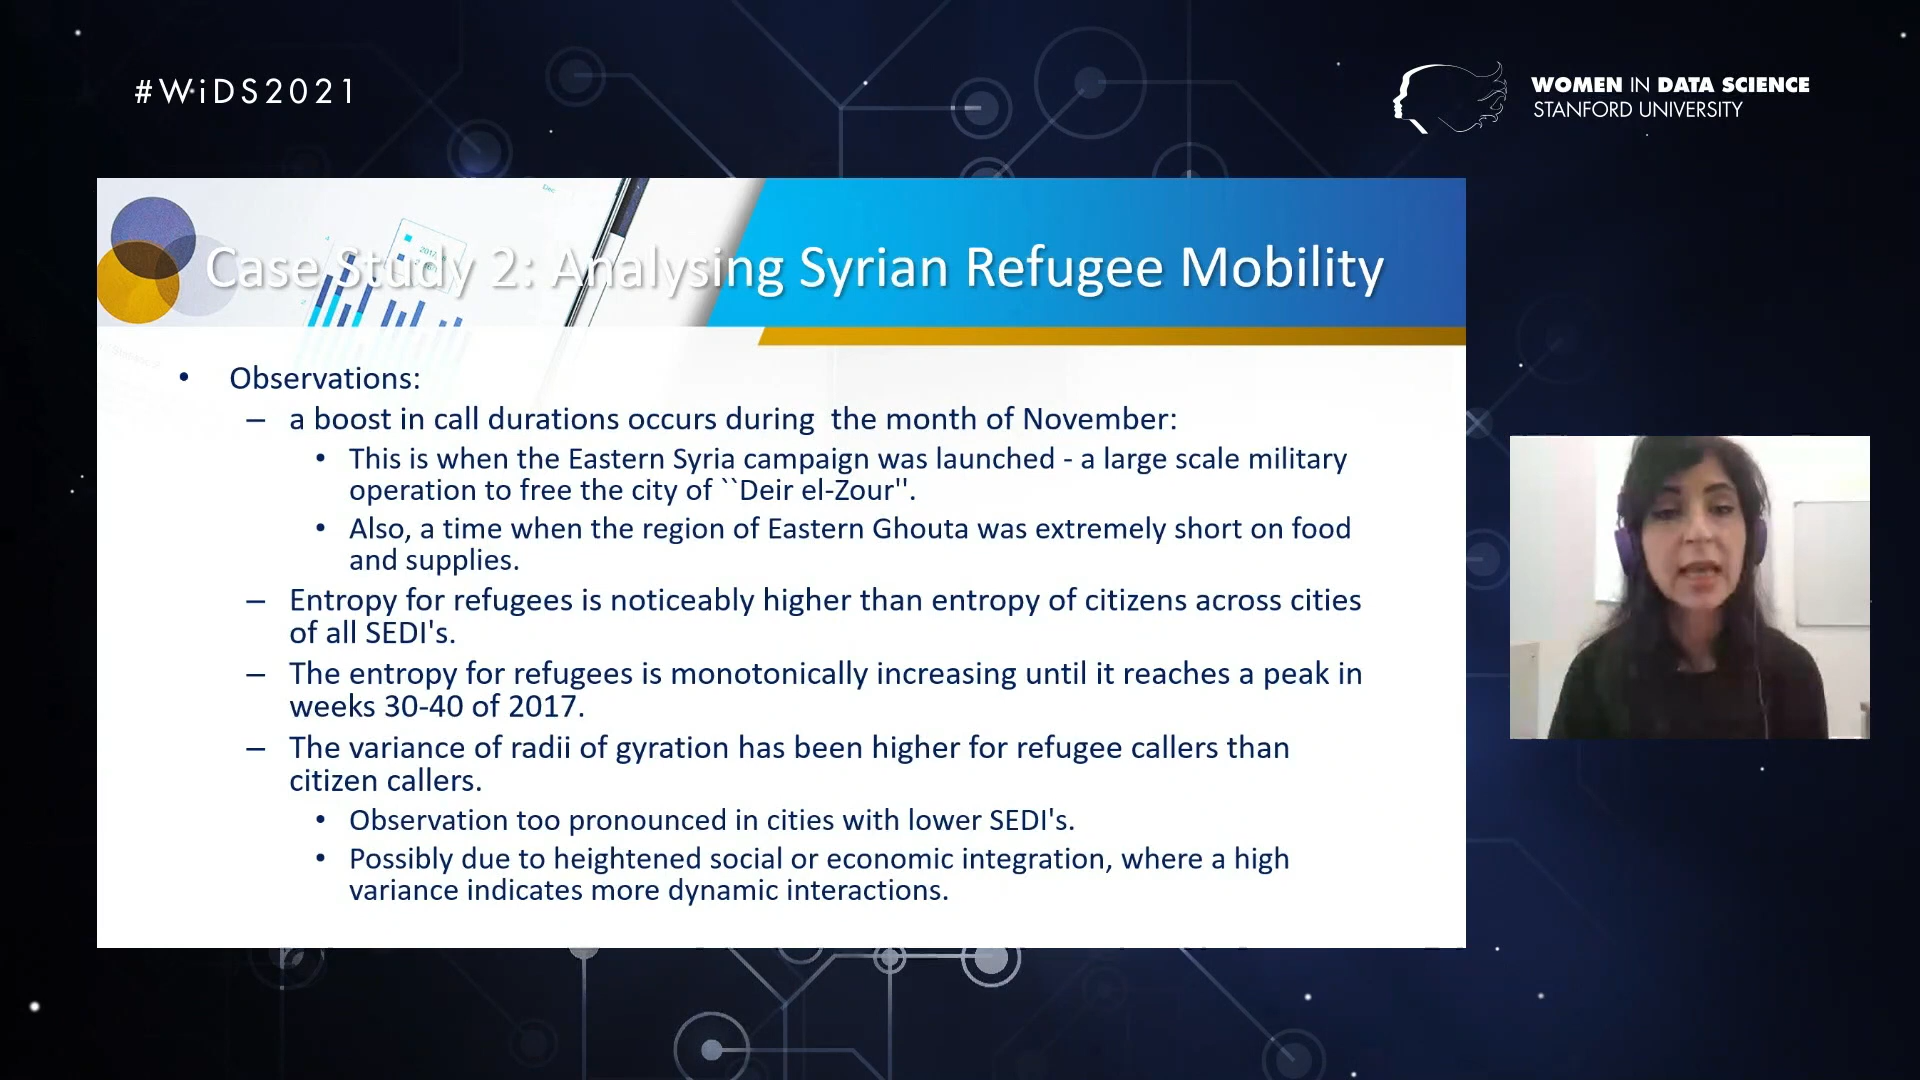 #WiDS2021
WOMEN IN DATA SCIENCE
STANFORD UNIVERSITY
Case Study 2: Analysing Syrian Refugee Mobility
• Observations:
– a boost in call durations occurs during  the month of November:
• This is when the Eastern Syria campaign was launched - a large scale military
operation to free the city of ``Deir el-Zour''.
• Also, a time when the region of Eastern Ghouta was extremely short on food
and supplies.
– Entropy for refugees is noticeably higher than entropy of citizens across cities
of all SEDI's.
– The entropy for refugees is monotonically increasing until it reaches a peak in
weeks 30-40 of 2017.
– The variance of radii of gyration has been higher for refugee callers than
citizen callers.
• Observation too pronounced in cities with lower SEDI's.
• Possibly due to heightened social or economic integration, where a high
variance indicates more dynamic interactions.